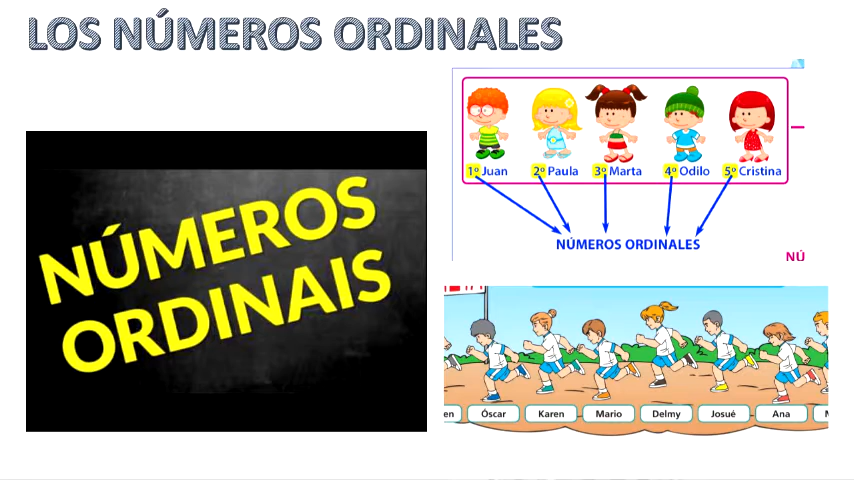 LOS NÚMEROS ORDINALES
NÚMEROS
ORDINAIS
1º Juan 2º Paula 3º Marta 4º Odilo 5º Cristina
NÚMEROS ORDINALES
NÚ
en Óscar Karen Mario Delmy Josué Ana